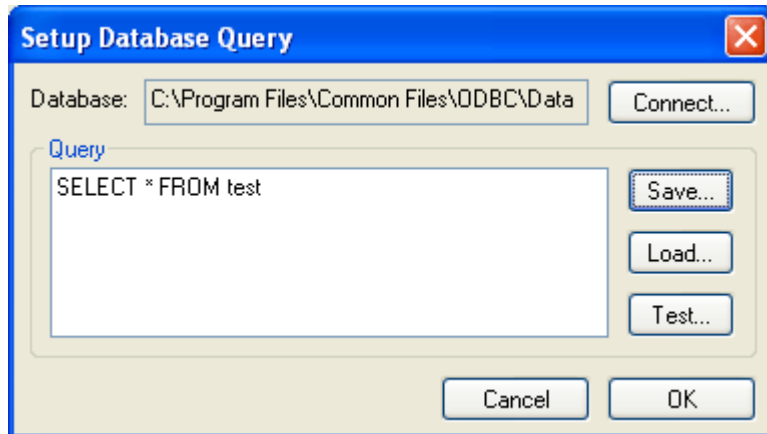 Setup Database Query
Database: C:\Program Files\Common Files\ODBC\Data Connect...
Query
SELECT * FROM test
Save...
Load...
Test...
Cancel OK